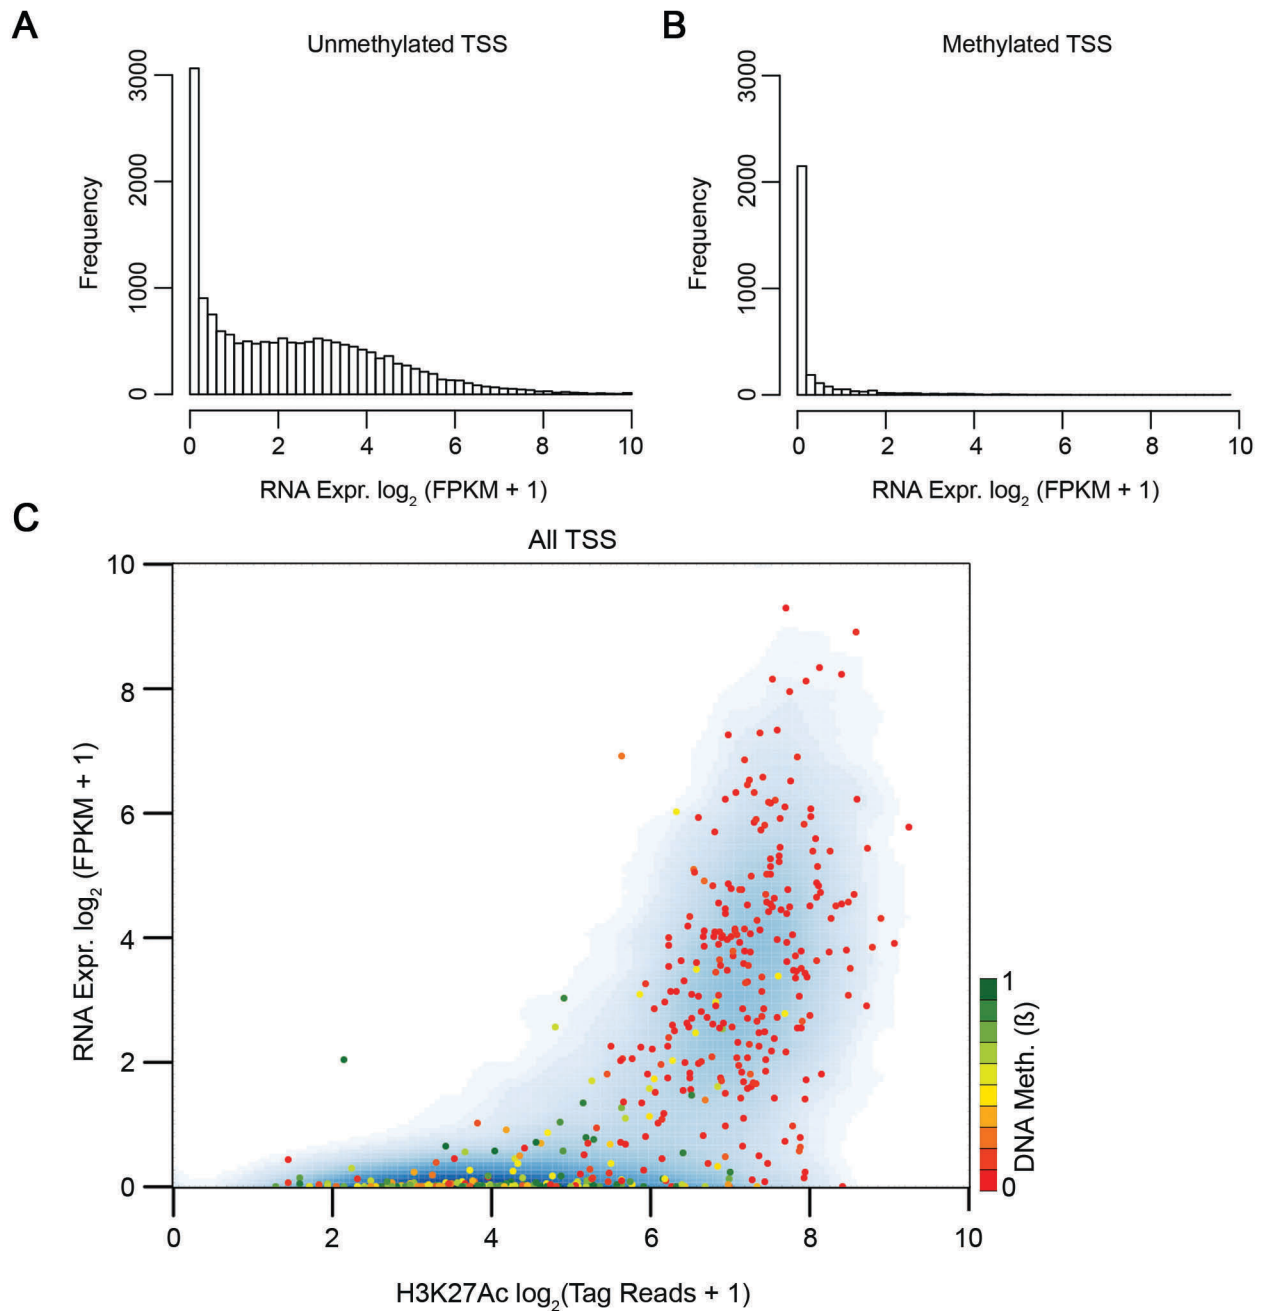 A
Unmethylated TSS
3000
2000
1000
0
Frequency
0 2 4 6 8 10
RNA Expr. log2 (FPKM + 1)
B
Methylated TSS
3000
2000
1000
0
Frequency
0 2 4 6 8 10
RNA Expr. log2 (FPKM + 1)
C
All TSS
10
8
6
4
2
0
RNA Expr. log2 (FPKM + 1)
0 2 4 6 8 10
H3K27Ac log2(Tag Reads + 1)
1
0
DNA Meth. (ß)